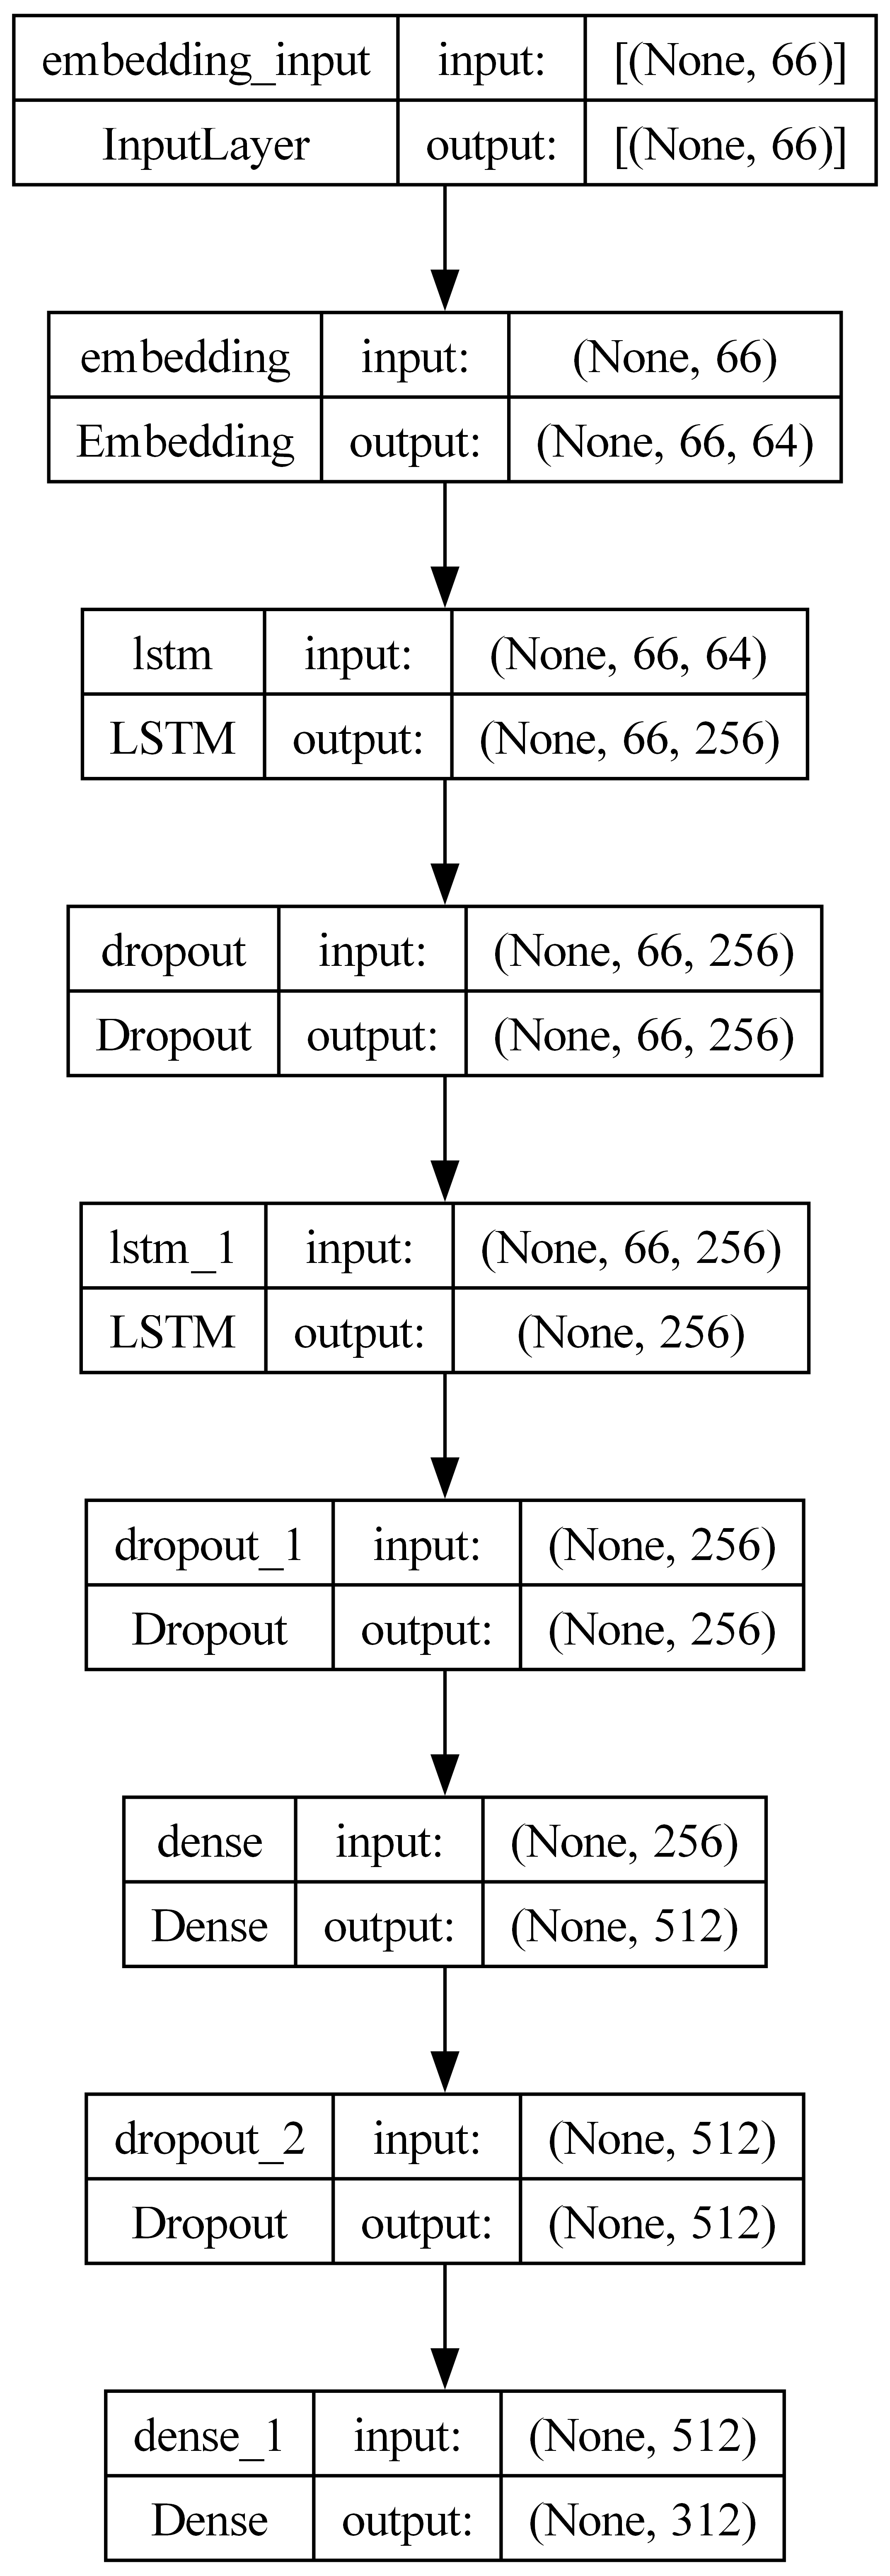 embedding_input input: [(None, 66)]
InputLayer output: [(None, 66)]
embedding input: (None, 66)
Embedding output: (None, 66, 64)
lstm input: (None, 66, 64)
LSTM output: (None, 66, 256)
dropout input: (None, 66, 256)
Dropout output: (None, 66, 256)
lstm_1 input: (None, 66, 256)
LSTM output: (None, 256)
dropout_1 input: (None, 256)
Dropout output: (None, 256)
dense input: (None, 256)
Dense output: (None, 512)
dropout_2 input: (None, 512)
Dropout output: (None, 512)
dense_1 input: (None, 512)
Dense output: (None, 312)